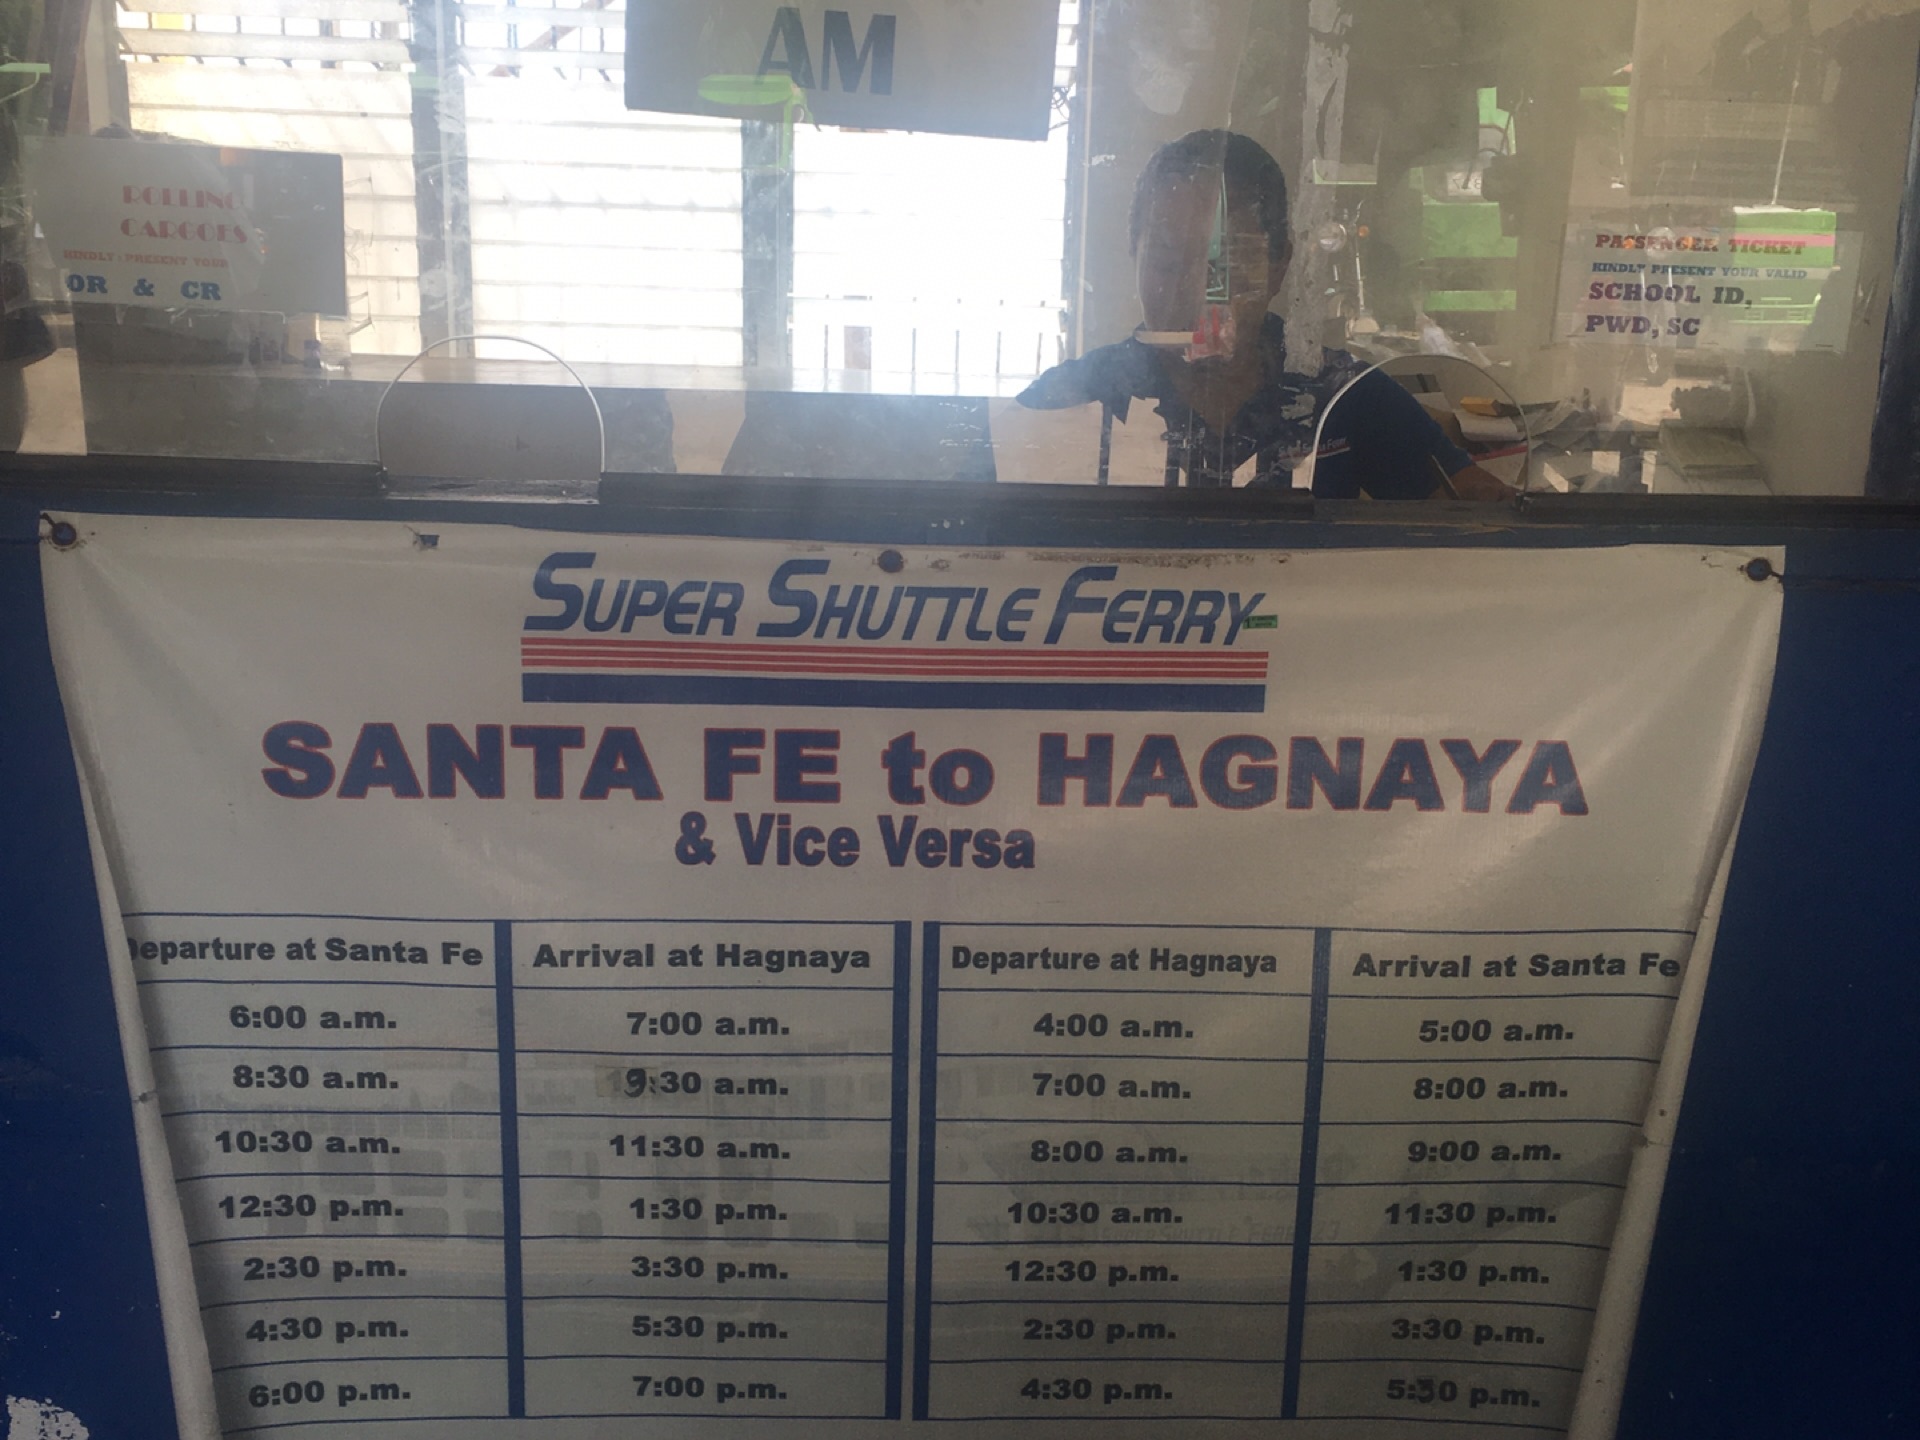 AM
ROLLING
CARGOES
KINDLY PRESENT YOUR
OR & CR
PASSENGER TICKET
KINDLY PRESENT YOUR VALID
SCHOOL ID,
PWD, SC
SUPER SHUTTLE FERRY
SANTA FE to HAGNAYA
& Vice Versa
Departure at Santa Fe Arrival at Hagnaya Departure at Hagnaya Arrival at Santa Fe
6:00 a.m. 7:00 a.m. 4:00 a.m. 5:00 a.m.
8:30 a.m. 9:30 a.m. 7:00 a.m. 8:00 a.m.
10:30 a.m. 11:30 a.m. 8:00 a.m. 9:00 a.m.
12:30 p.m. 1:30 p.m. 10:30 a.m. 11:30 p.m.
2:30 p.m. 3:30 p.m. 12:30 p.m. 1:30 p.m.
4:30 p.m. 5:30 p.m. 2:30 p.m. 3:30 p.m.
6:00 p.m. 7:00 p.m. 4:30 p.m. 5:30 p.m.